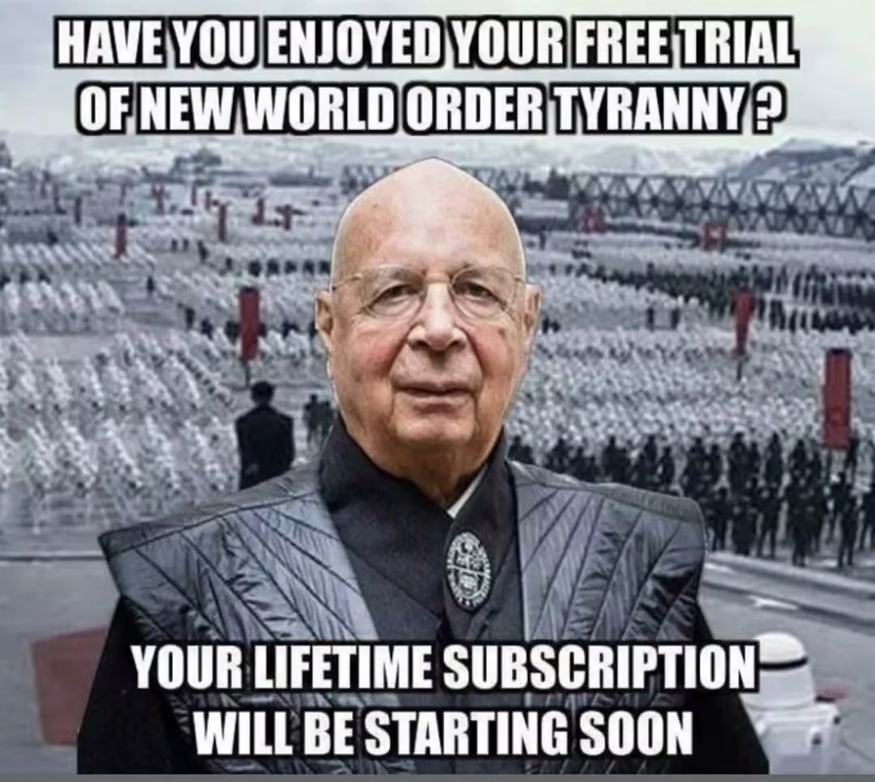 HAVE YOU ENJOYED YOUR FREE TRIAL
OF NEW WORLD ORDER TYRANNY?
YOUR LIFETIME SUBSCRIPTION
WILL BE STARTING SOON